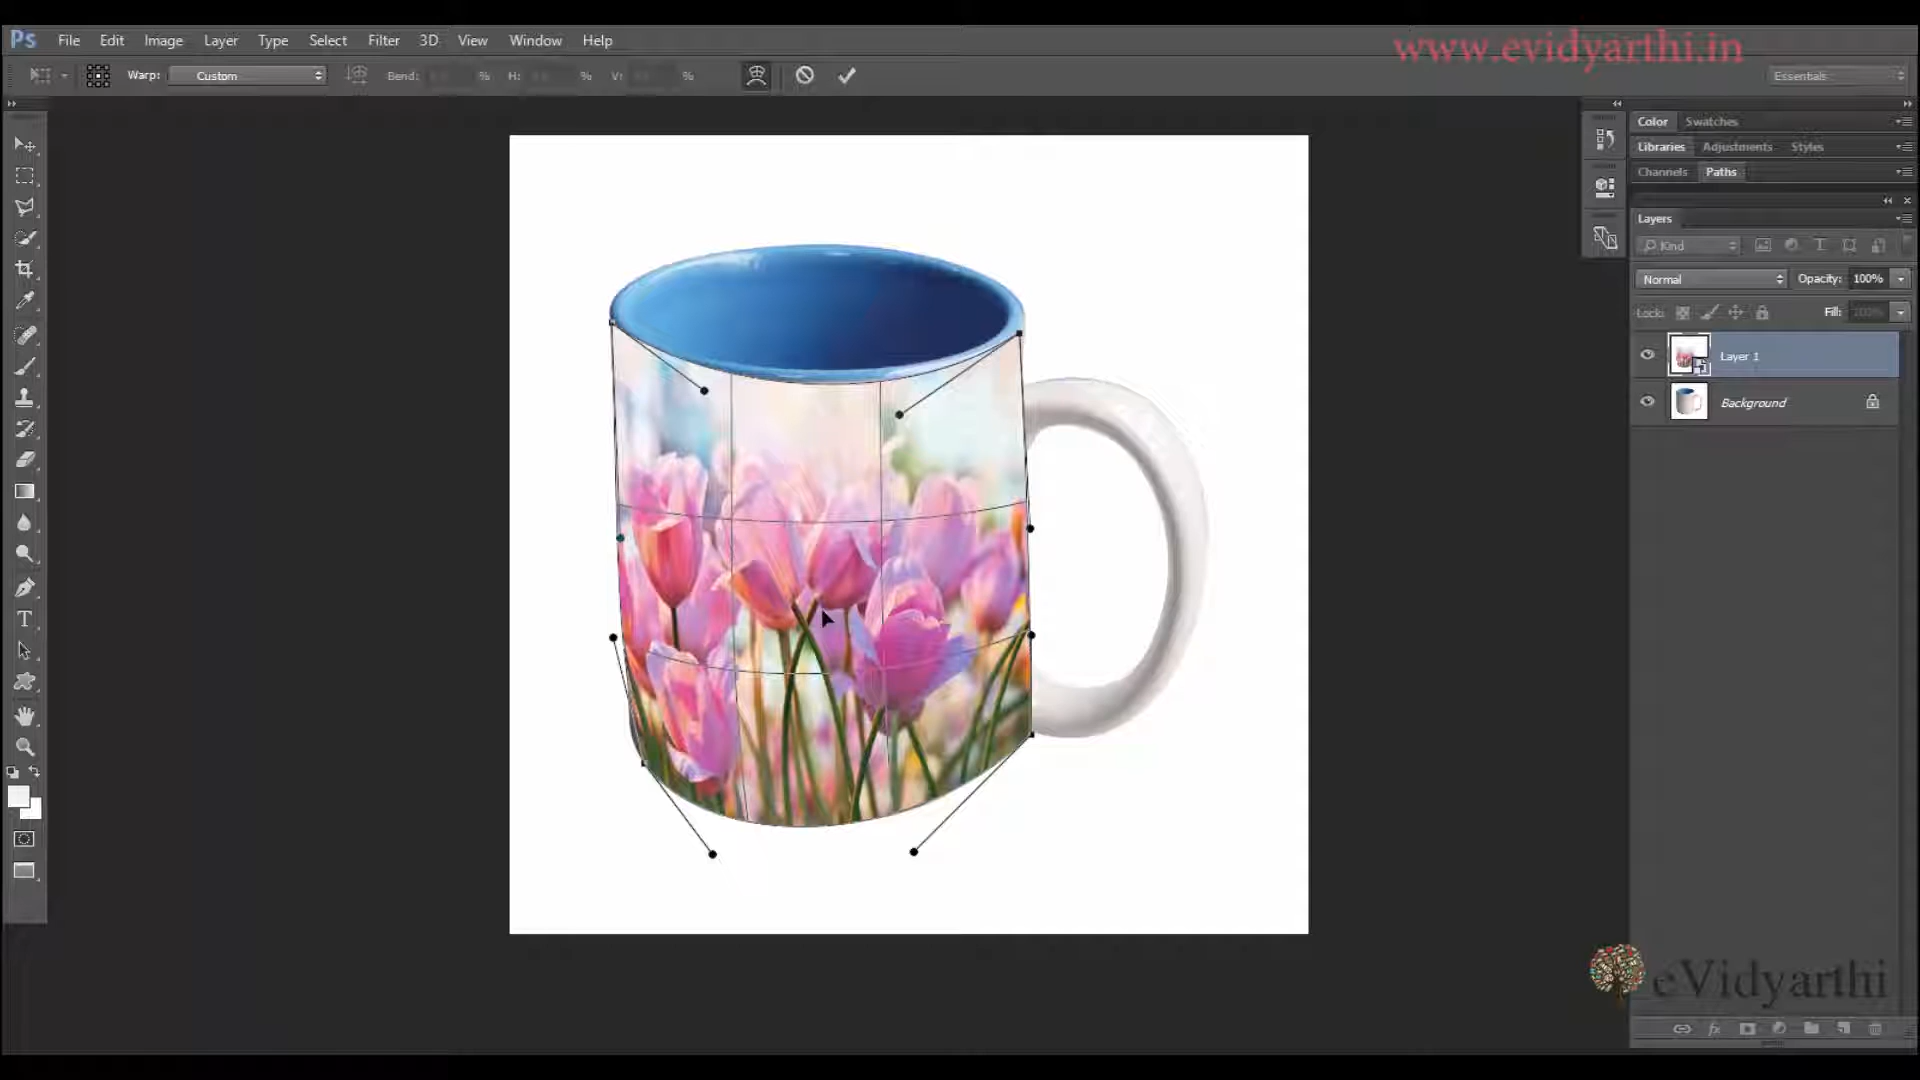 Ps File Edit Image Layer Type Select Filter 3D View Window Help
www.evidyarthi.in
Warp: Custom Bend: % H: % V: % Essentials
Color Swatches
Libraries Adjustments Styles
Channels Paths
Layers
Kind
Normal Opacity: 100%
Lock: Fill: 100%
Layer 1
Background
eVidyarthi